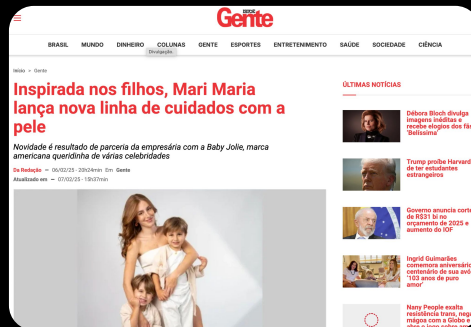 ISTOÉ
Gente
BRASIL MUNDO DINHEIRO COLUNAS GENTE ESPORTES ENTRETENIMENTO SAÚDE SOCIEDADE CIÊNCIA
Divulgação
Início > Gente
Inspirada nos filhos, Mari Maria
lança nova linha de cuidados com a
pele
Novidade é resultado de parceria da empresária com a Baby Jolie, marca
americana queridinha de várias celebridades
Da Redação — 06/02/25 - 20h24min Em Gente
Atualizado em — 07/02/25 - 15h37min
ÚLTIMAS NOTÍCIAS
Débora Bloch divulga
imagens inéditas e
recebe elogios dos fãs
'Belíssima'
Trump proíbe Harvard
de ter estudantes
estrangeiros
Governo anuncia corte
de R$31 bi no
orçamento de 2025 e
aumento do IOF
Ingrid Guimarães
comemora aniversário
centenário de sua avó
'103 anos de puro
amor'
Nany People exalta
resistência trans, nega
mágoa com a Globo e